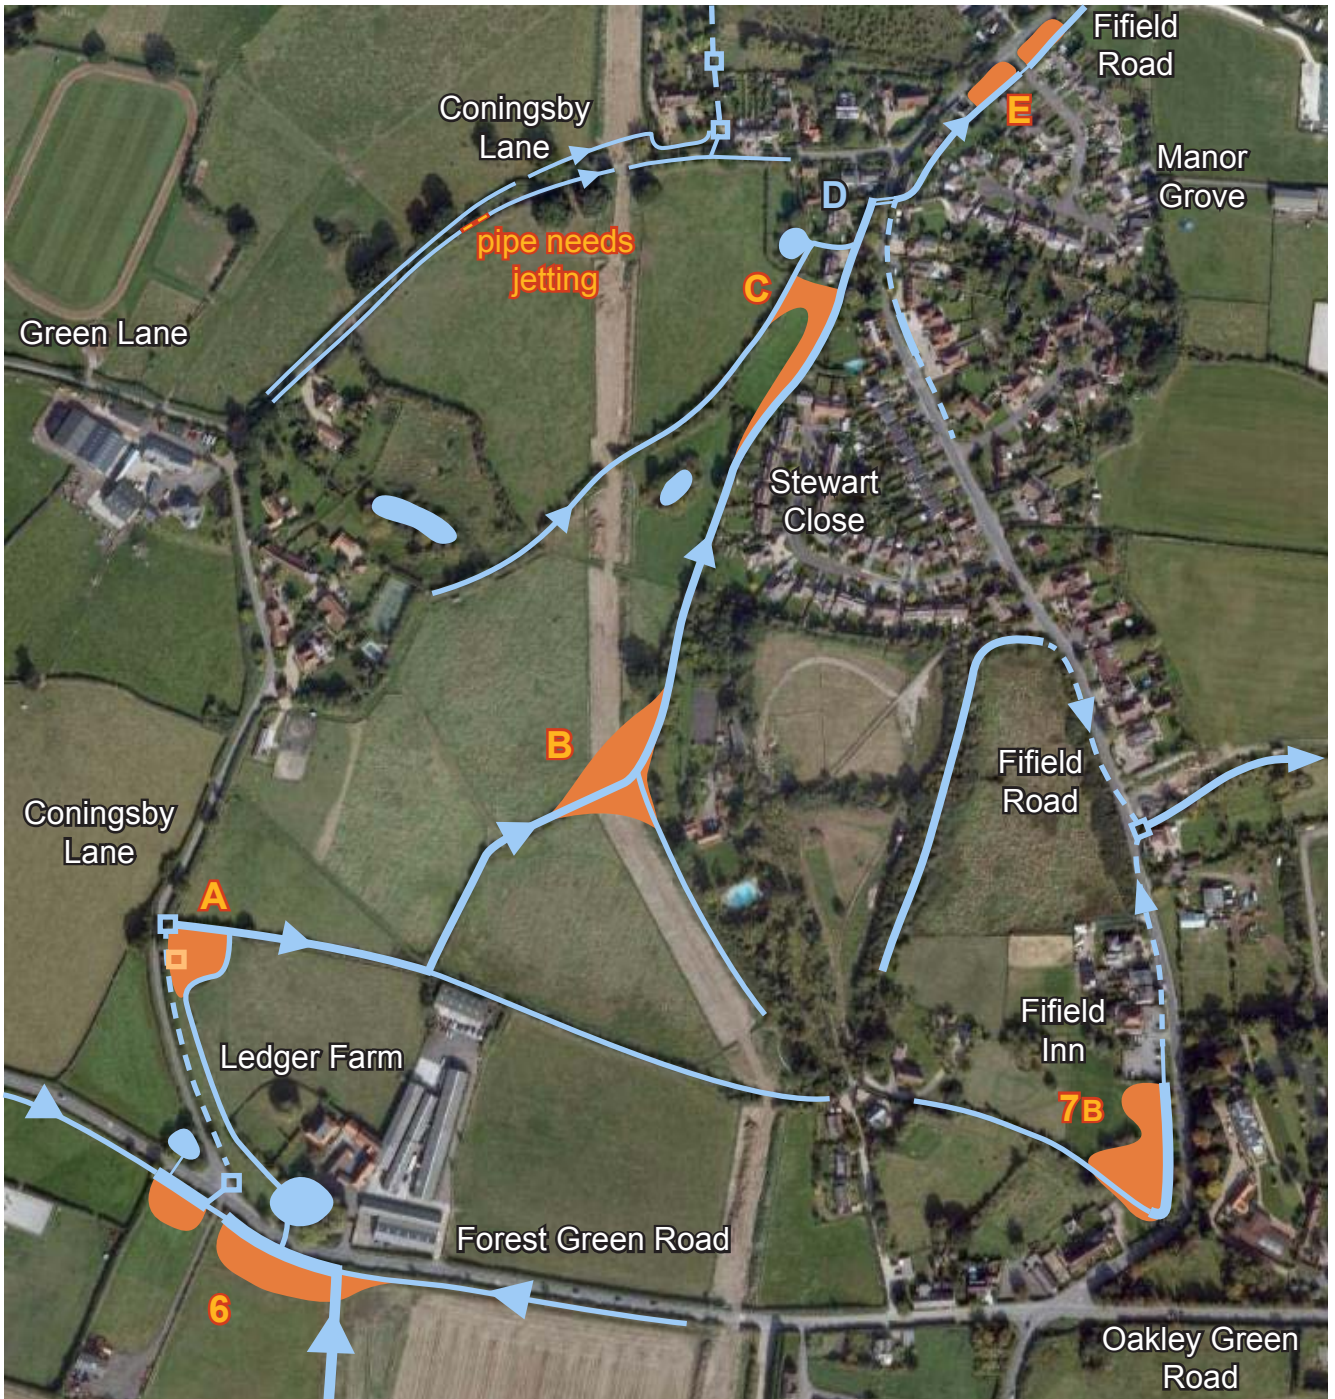 Fifield
Road
Coningsby
Lane
E
Manor
Grove
D
pipe needs
jetting
C
Green Lane
Stewart
Close
B
Fifield
Road
Coningsby
Lane
A
Fifield
Inn
Ledger Farm
7B
Forest Green Road
6
Oakley Green
Road